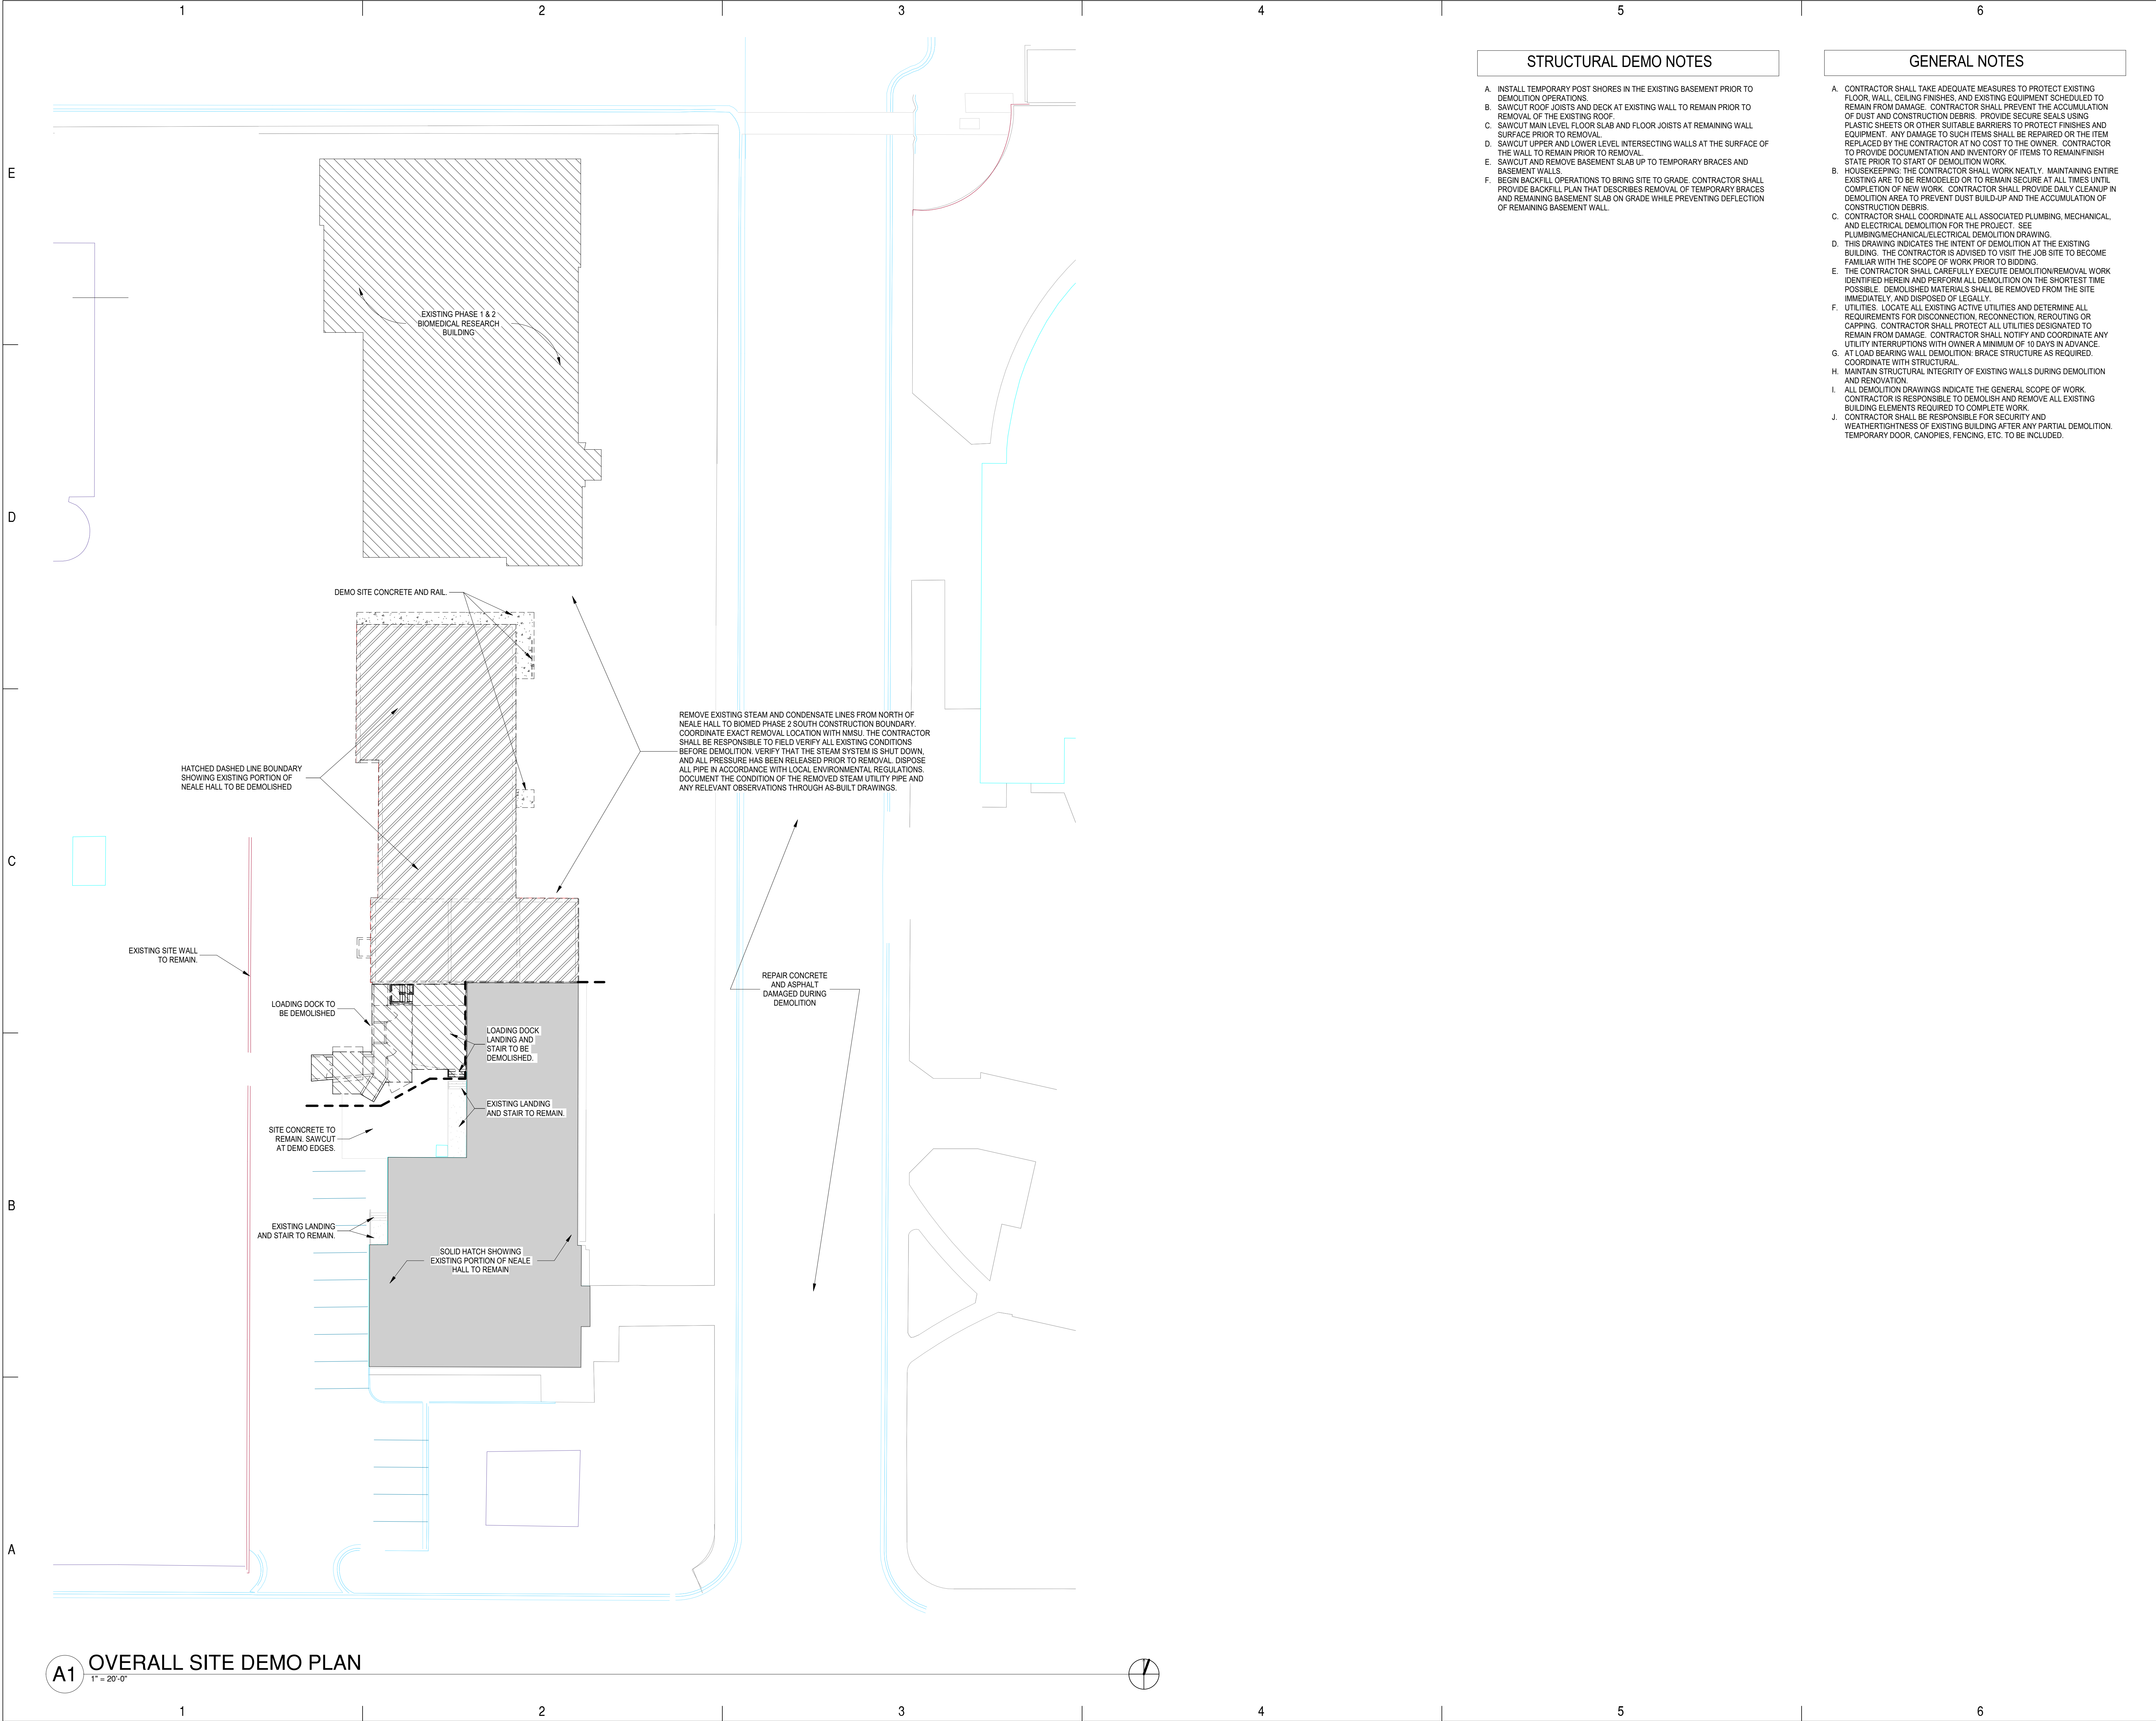 1 2 3 4 5 6
STRUCTURAL DEMO NOTES
A. INSTALL TEMPORARY POST SHORES IN THE EXISTING BASEMENT PRIOR TO
DEMOLITION OPERATIONS.
B. SAWCUT ROOF JOISTS AND DECK AT EXISTING WALL TO REMAIN PRIOR TO
REMOVAL OF THE EXISTING ROOF.
C. SAWCUT MAIN LEVEL FLOOR SLAB AND FLOOR JOISTS AT REMAINING WALL
SURFACE PRIOR TO REMOVAL.
D. SAWCUT UPPER AND LOWER LEVEL INTERSECTING WALLS AT THE SURFACE OF
THE WALL TO REMAIN PRIOR TO REMOVAL.
E. SAWCUT AND REMOVE BASEMENT SLAB UP TO TEMPORARY BRACES AND
BASEMENT WALLS.
F. BEGIN BACKFILL OPERATIONS TO BRING SITE TO GRADE. CONTRACTOR SHALL
PROVIDE BACKFILL PLAN THAT DESCRIBES REMOVAL OF TEMPORARY BRACES
AND REMAINING BASEMENT SLAB ON GRADE WHILE PREVENTING DEFLECTION
OF REMAINING BASEMENT WALL.
GENERAL NOTES
A. CONTRACTOR SHALL TAKE ADEQUATE MEASURES TO PROTECT EXISTING
FLOOR, WALL, CEILING FINISHES, AND EXISTING EQUIPMENT SCHEDULED TO
REMAIN FROM DAMAGE. CONTRACTOR SHALL PREVENT THE ACCUMULATION
OF DUST AND CONSTRUCTION DEBRIS. PROVIDE SECURE SEALS USING
PLASTIC SHEETS OR OTHER SUITABLE BARRIERS TO PROTECT FINISHES AND
EQUIPMENT. ANY DAMAGE TO SUCH ITEMS SHALL BE REPAIRED OR THE ITEM
REPLACED BY THE CONTRACTOR AT NO COST TO THE OWNER. CONTRACTOR
TO PROVIDE DOCUMENTATION AND INVENTORY OF ITEMS TO REMAIN/FINISH
STATE PRIOR TO START OF DEMOLITION WORK.
B. HOUSEKEEPING: THE CONTRACTOR SHALL WORK NEATLY. MAINTAINING ENTIRE
EXISTING ARE TO BE REMODELED OR TO REMAIN SECURE AT ALL TIMES UNTIL
COMPLETION OF NEW WORK. CONTRACTOR SHALL PROVIDE DAILY CLEANUP IN
DEMOLITION AREA TO PREVENT DUST BUILD-UP AND THE ACCUMULATION OF
CONSTRUCTION DEBRIS.
C. CONTRACTOR SHALL COORDINATE ALL ASSOCIATED PLUMBING, MECHANICAL,
AND ELECTRICAL DEMOLITION FOR THE PROJECT. SEE
PLUMBING/MECHANICAL/ELECTRICAL DEMOLITION DRAWING.
D. THIS DRAWING INDICATES THE INTENT OF DEMOLITION AT THE EXISTING
BUILDING. THE CONTRACTOR IS ADVISED TO VISIT THE JOB SITE TO BECOME
FAMILIAR WITH THE SCOPE OF WORK PRIOR TO BIDDING.
E. THE CONTRACTOR SHALL CAREFULLY EXECUTE DEMOLITION/REMOVAL WORK
IDENTIFIED HEREIN AND PERFORM ALL DEMOLITION ON THE SHORTEST TIME
POSSIBLE. DEMOLISHED MATERIALS SHALL BE REMOVED FROM THE SITE
IMMEDIATELY, AND DISPOSED OF LEGALLY.
F. UTILITIES. LOCATE ALL EXISTING ACTIVE UTILITIES AND DETERMINE ALL
REQUIREMENTS FOR DISCONNECTION, RECONNECTION, REROUTING OR
CAPPING. CONTRACTOR SHALL PROTECT ALL UTILITIES DESIGNATED TO
REMAIN FROM DAMAGE. CONTRACTOR SHALL NOTIFY AND COORDINATE ANY
UTILITY INTERRUPTIONS WITH OWNER A MINIMUM OF 10 DAYS IN ADVANCE.
G. AT LOAD BEARING WALL DEMOLITION: BRACE STRUCTURE AS REQUIRED.
COORDINATE WITH STRUCTURAL.
H. MAINTAIN STRUCTURAL INTEGRITY OF EXISTING WALLS DURING DEMOLITION
AND RENOVATION.
I. ALL DEMOLITION DRAWINGS INDICATE THE GENERAL SCOPE OF WORK.
CONTRACTOR IS RESPONSIBLE TO DEMOLISH AND REMOVE ALL EXISTING
BUILDING ELEMENTS REQUIRED TO COMPLETE WORK.
J. CONTRACTOR SHALL BE RESPONSIBLE FOR SECURITY AND
WEATHERTIGHTNESS OF EXISTING BUILDING AFTER ANY PARTIAL DEMOLITION.
TEMPORARY DOOR, CANOPIES, FENCING, ETC. TO BE INCLUDED.
E
EXISTING PHASE 1 & 2
BIOMEDICAL RESEARCH
BUILDING
D
DEMO SITE CONCRETE AND RAIL.
REMOVE EXISTING STEAM AND CONDENSATE LINES FROM NORTH OF
NEALE HALL TO BIOMED PHASE 2 SOUTH CONSTRUCTION BOUNDARY.
COORDINATE EXACT REMOVAL LOCATION WITH NMSU. THE CONTRACTOR
SHALL BE RESPONSIBLE TO FIELD VERIFY ALL EXISTING CONDITIONS
BEFORE DEMOLITION. VERIFY THAT THE STEAM SYSTEM IS SHUT DOWN,
AND ALL PRESSURE HAS BEEN RELEASED PRIOR TO REMOVAL. DISPOSE
ALL PIPE IN ACCORDANCE WITH LOCAL ENVIRONMENTAL REGULATIONS.
DOCUMENT THE CONDITION OF THE REMOVED STEAM UTILITY PIPE AND
ANY RELEVANT OBSERVATIONS THROUGH AS-BUILT DRAWINGS.
HATCHED DASHED LINE BOUNDARY
SHOWING EXISTING PORTION OF
NEALE HALL TO BE DEMOLISHED
C
EXISTING SITE WALL
TO REMAIN.
REPAIR CONCRETE
AND ASPHALT
DAMAGED DURING
DEMOLITION
LOADING DOCK TO
BE DEMOLISHED
LOADING DOCK
LANDING AND
STAIR TO BE
DEMOLISHED.
EXISTING LANDING
AND STAIR TO REMAIN.
SITE CONCRETE TO
REMAIN. SAWCUT
AT DEMO EDGES.
B
EXISTING LANDING
AND STAIR TO REMAIN.
SOLID HATCH SHOWING
EXISTING PORTION OF NEALE
HALL TO REMAIN
A
A1 OVERALL SITE DEMO PLAN
1" = 20'-0"
1 2 3 4 5 6